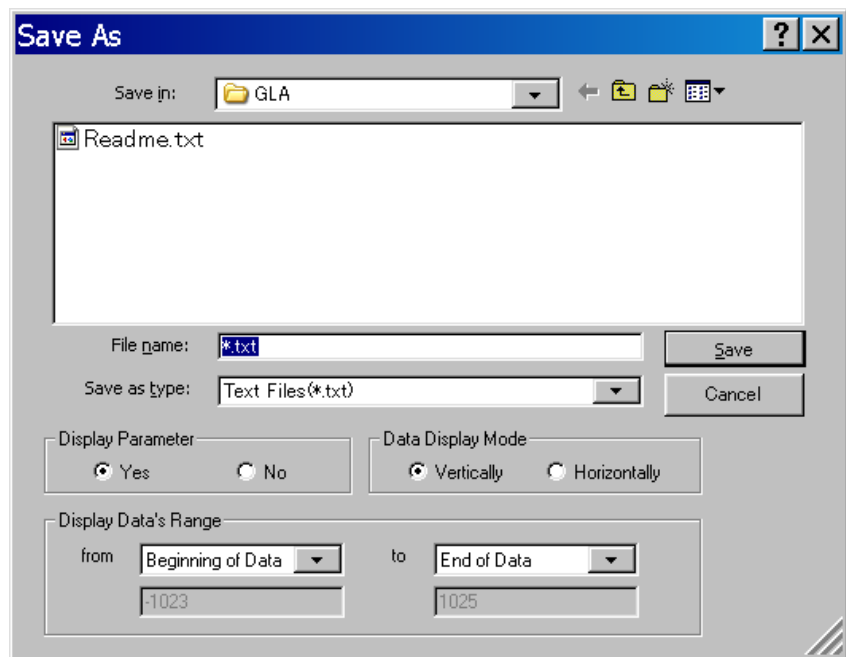 Save As
Save in: GLA
Readme.txt
File name: *.txt
Save
Save as type: Text Files(*.txt)
Cancel
Display Parameter
Yes No
Data Display Mode
Vertically Horizontally
Display Data's Range
from Beginning of Data to End of Data
-1023 1025